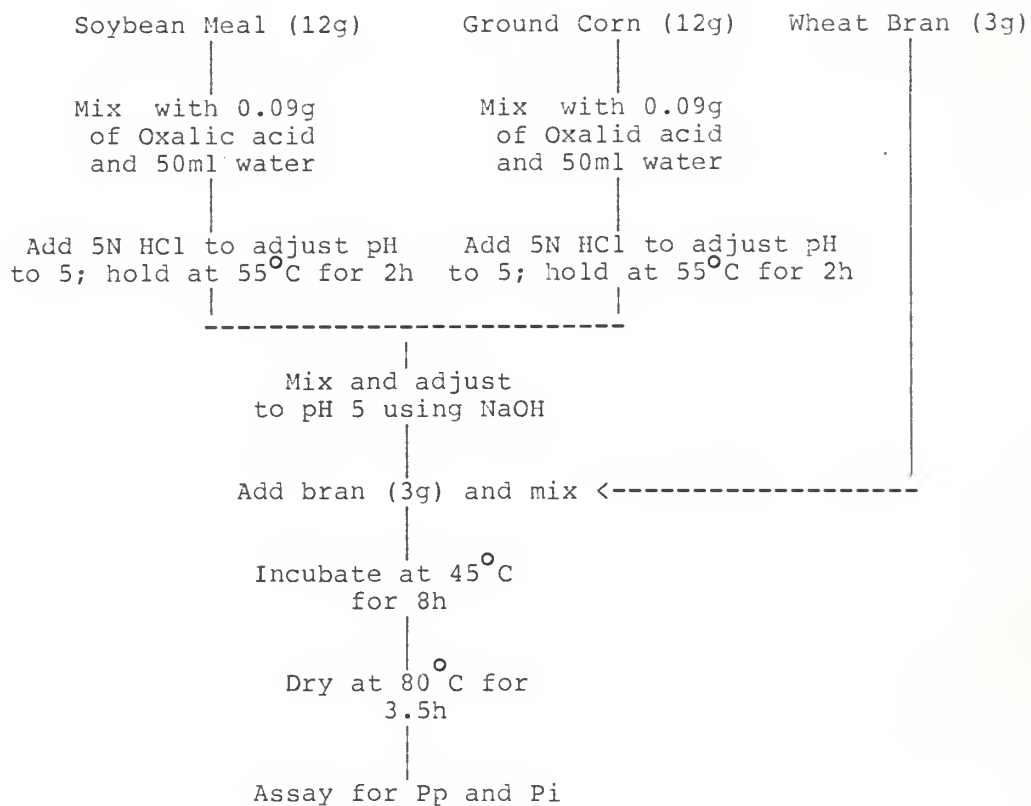 Soybean Meal (12g) Ground Corn (12g) Wheat Bran (3g)
Mix with 0.09g
of Oxalic acid
and 50ml water
Mix with 0.09g
of Oxalid acid
and 50ml water
Add 5N HCl to adjust pH
to 5; hold at 55°C for 2h
Add 5N HCl to adjust pH
to 5; hold at 55°C for 2h
Mix and adjust
to pH 5 using NaOH
Add bran (3g) and mix
Incubate at 45°C
for 8h
Dry at 80°C for
3.5h
Assay for Pp and Pi